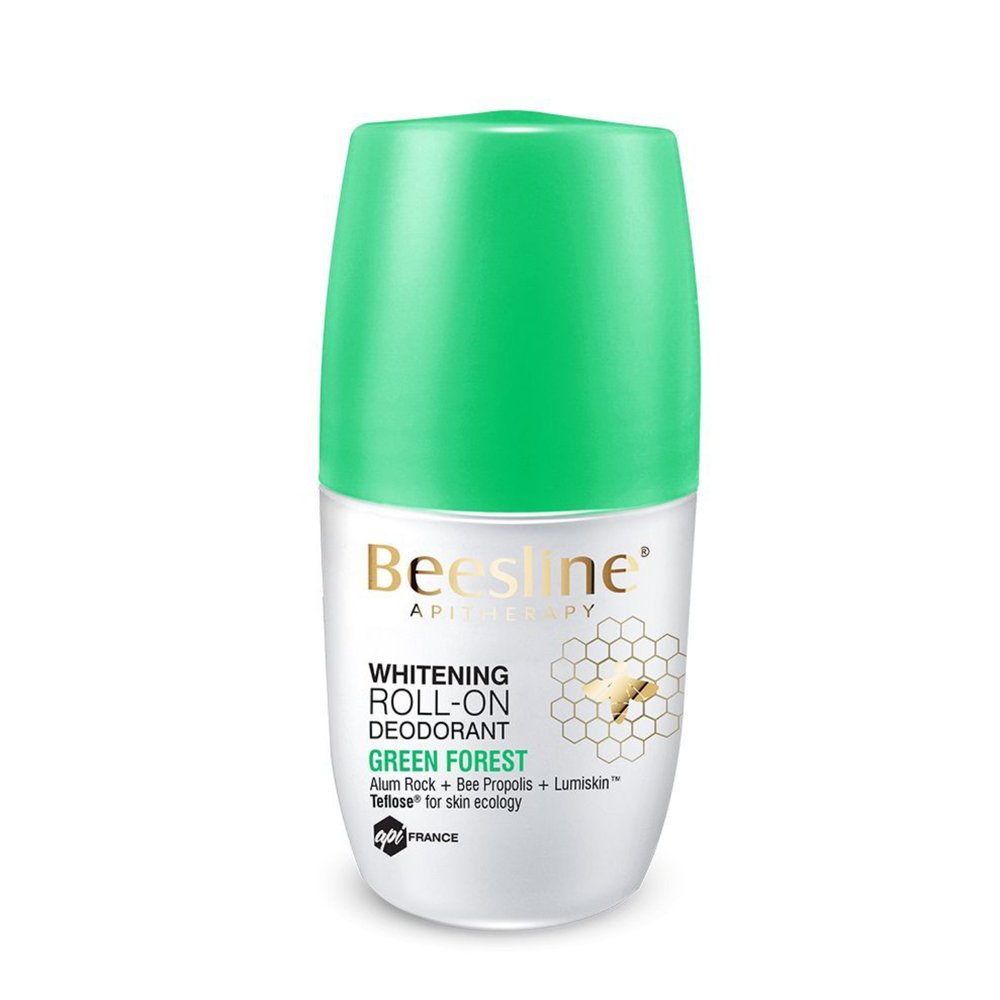 Beesline®
APITHERAPY
WHITENING
ROLL-ON
DEODORANT
GREEN FOREST
Alum Rock + Bee Propolis + Lumiskin™
Teflose® for skin ecology
api FRANCE